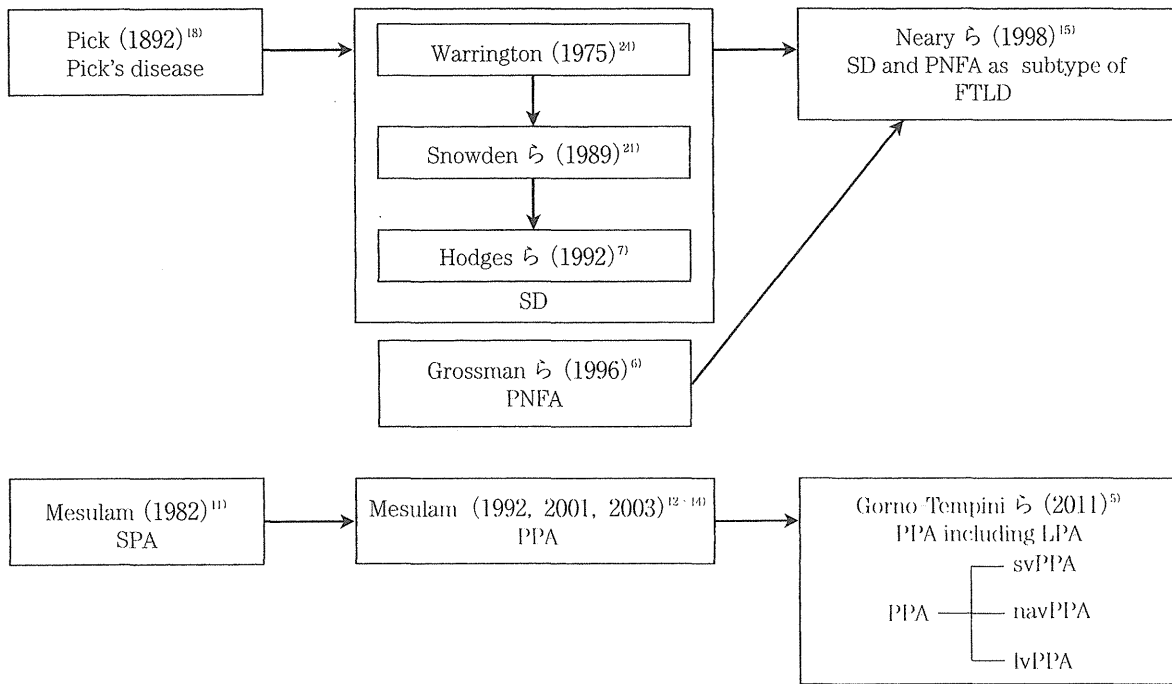 Pick (1892)18)
Pick's disease
Warrington (1975)24)
Snowden ら (1989)21)
Hodges ら (1992)7)
SD
Neary ら (1998)15)
SD and PNFA as subtype of
FTLD
Grossman ら (1996)6)
PNFA
Mesulam (1982)11)
SPA
Mesulam (1992, 2001, 2003)12-14)
PPA
Gorno Tempini ら (2011)5)
PPA including LPA
PPA
svPPA
navPPA
lvPPA